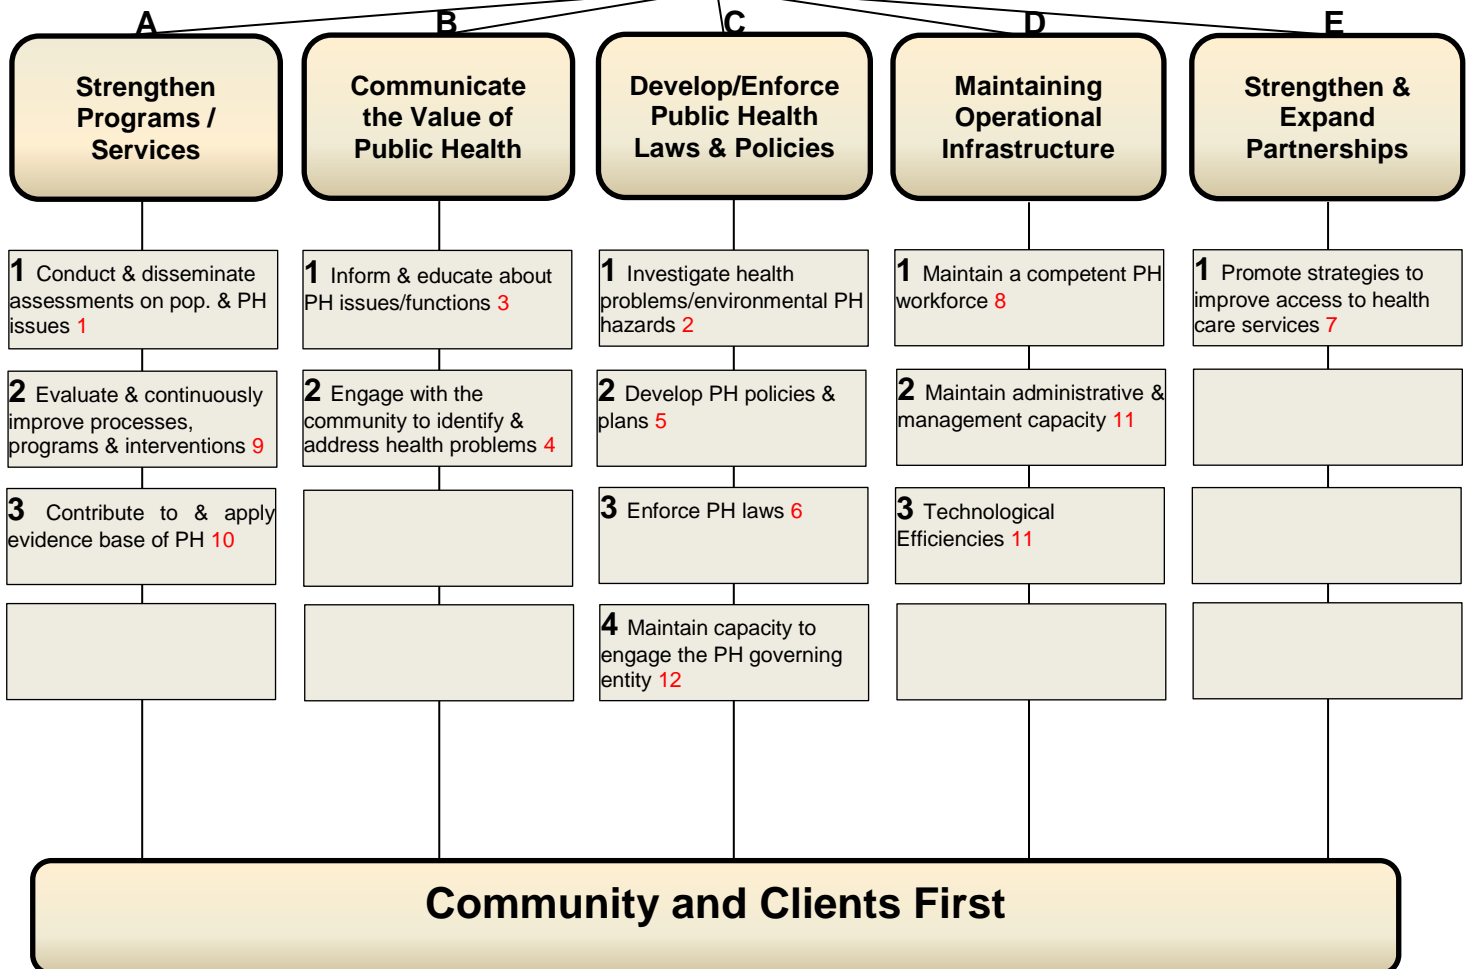 A
Strengthen
Programs /
Services
1 Conduct & disseminate
assessments on pop. & PH
issues 1
2 Evaluate & continuously
improve processes,
programs & interventions 9
3 Contribute to & apply
evidence base of PH 10
B
Communicate
the Value of
Public Health
1 Inform & educate about
PH issues/functions 3
2 Engage with the
community to identify &
address health problems 4
C
Develop/Enforce
Public Health
Laws & Policies
1 Investigate health
problems/environmental PH
hazards 2
2 Develop PH policies &
plans 5
3 Enforce PH laws 6
4 Maintain capacity to
engage the PH governing
entity 12
D
Maintaining
Operational
Infrastructure
1 Maintain a competent PH
workforce 8
2 Maintain administrative &
management capacity 11
3 Technological
Efficiencies 11
E
Strengthen &
Expand
Partnerships
1 Promote strategies to
improve access to health
care services 7
Community and Clients First